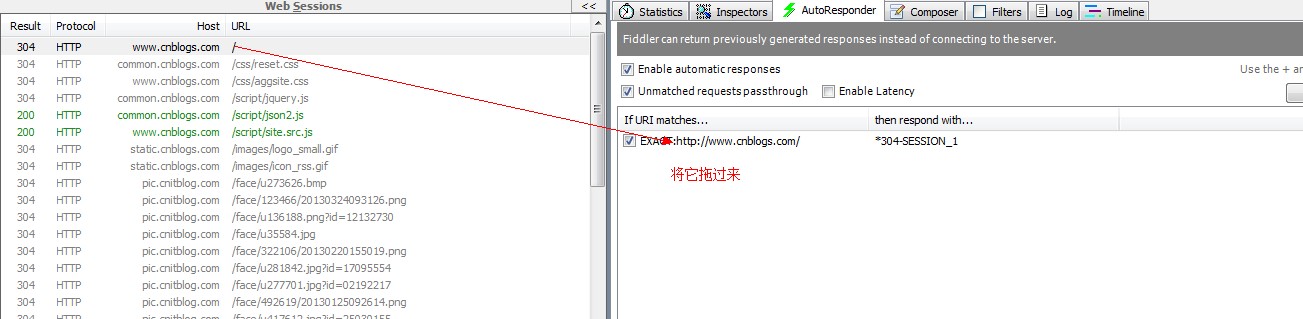 Web Sessions
<<
Result Protocol Host URL
304 HTTP www.cnblogs.com /
304 HTTP common.cnblogs.com /css/reset.css
304 HTTP www.cnblogs.com /css/aggsite.css
304 HTTP common.cnblogs.com /script/jquery.js
200 HTTP common.cnblogs.com /script/json2.js
200 HTTP www.cnblogs.com /script/site.src.js
304 HTTP static.cnblogs.com /images/logo_small.gif
304 HTTP static.cnblogs.com /images/icon_rss.gif
304 HTTP pic.cnitblog.com /face/u273626.bmp
304 HTTP pic.cnitblog.com /face/123466/20130324093126.png
304 HTTP pic.cnitblog.com /face/u136188.png?id=12132730
304 HTTP pic.cnitblog.com /face/u35584.jpg
304 HTTP pic.cnitblog.com /face/322106/20130220155019.png
304 HTTP pic.cnitblog.com /face/u281842.jpg?id=17095554
304 HTTP pic.cnitblog.com /face/u277701.jpg?id=02192217
304 HTTP pic.cnitblog.com /face/492619/20130125092614.png
304 HTTP pic.cnitblog.com
Statistics Inspectors AutoResponder Composer Filters Log Timeline
Fiddler can return previously generated responses instead of connecting to the server.
Enable automatic responses Use the + ar
Unmatched requests passthrough Enable Latency
If URI matches... then respond with...
EXACT:http://www.cnblogs.com/ *304-SESSION_1
将它拖过来